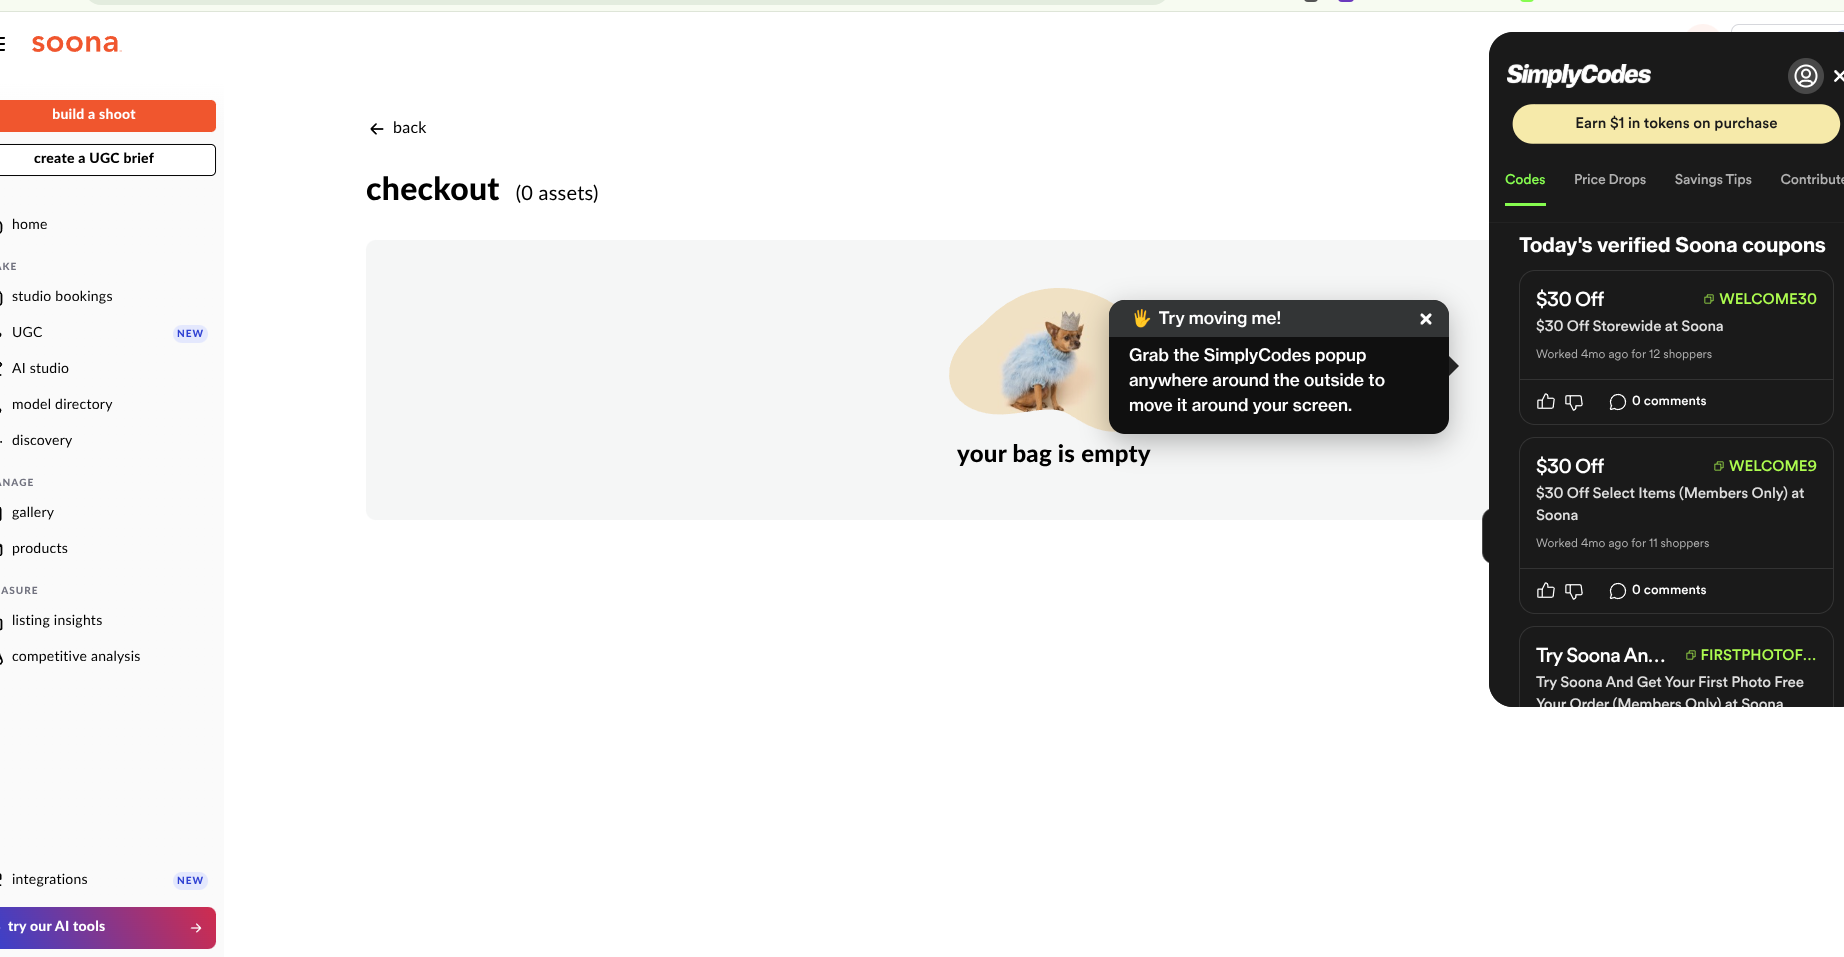 soona
build a shoot
create a UGC brief
home
AKE
studio bookings
UGC NEW
AI studio
model directory
discovery
ANAGE
gallery
products
ASURE
listing insights
competitive analysis
integrations NEW
try our AI tools →
← back
checkout (0 assets)
your bag is empty
🖐 Try moving me! ×
Grab the SimplyCodes popup
anywhere around the outside to
move it around your screen.
SimplyCodes
Earn $1 in tokens on purchase
Codes Price Drops Savings Tips Contribute
Today's verified Soona coupons
$30 Off WELCOME30
$30 Off Storewide at Soona
Worked 4mo ago for 12 shoppers
0 comments
$30 Off WELCOME9
$30 Off Select Items (Members Only) at
Soona
Worked 4mo ago for 11 shoppers
0 comments
Try Soona An... FIRSTPHOTOF...
Try Soona And Get Your First Photo Free
Your Order (Members Only) at Soona